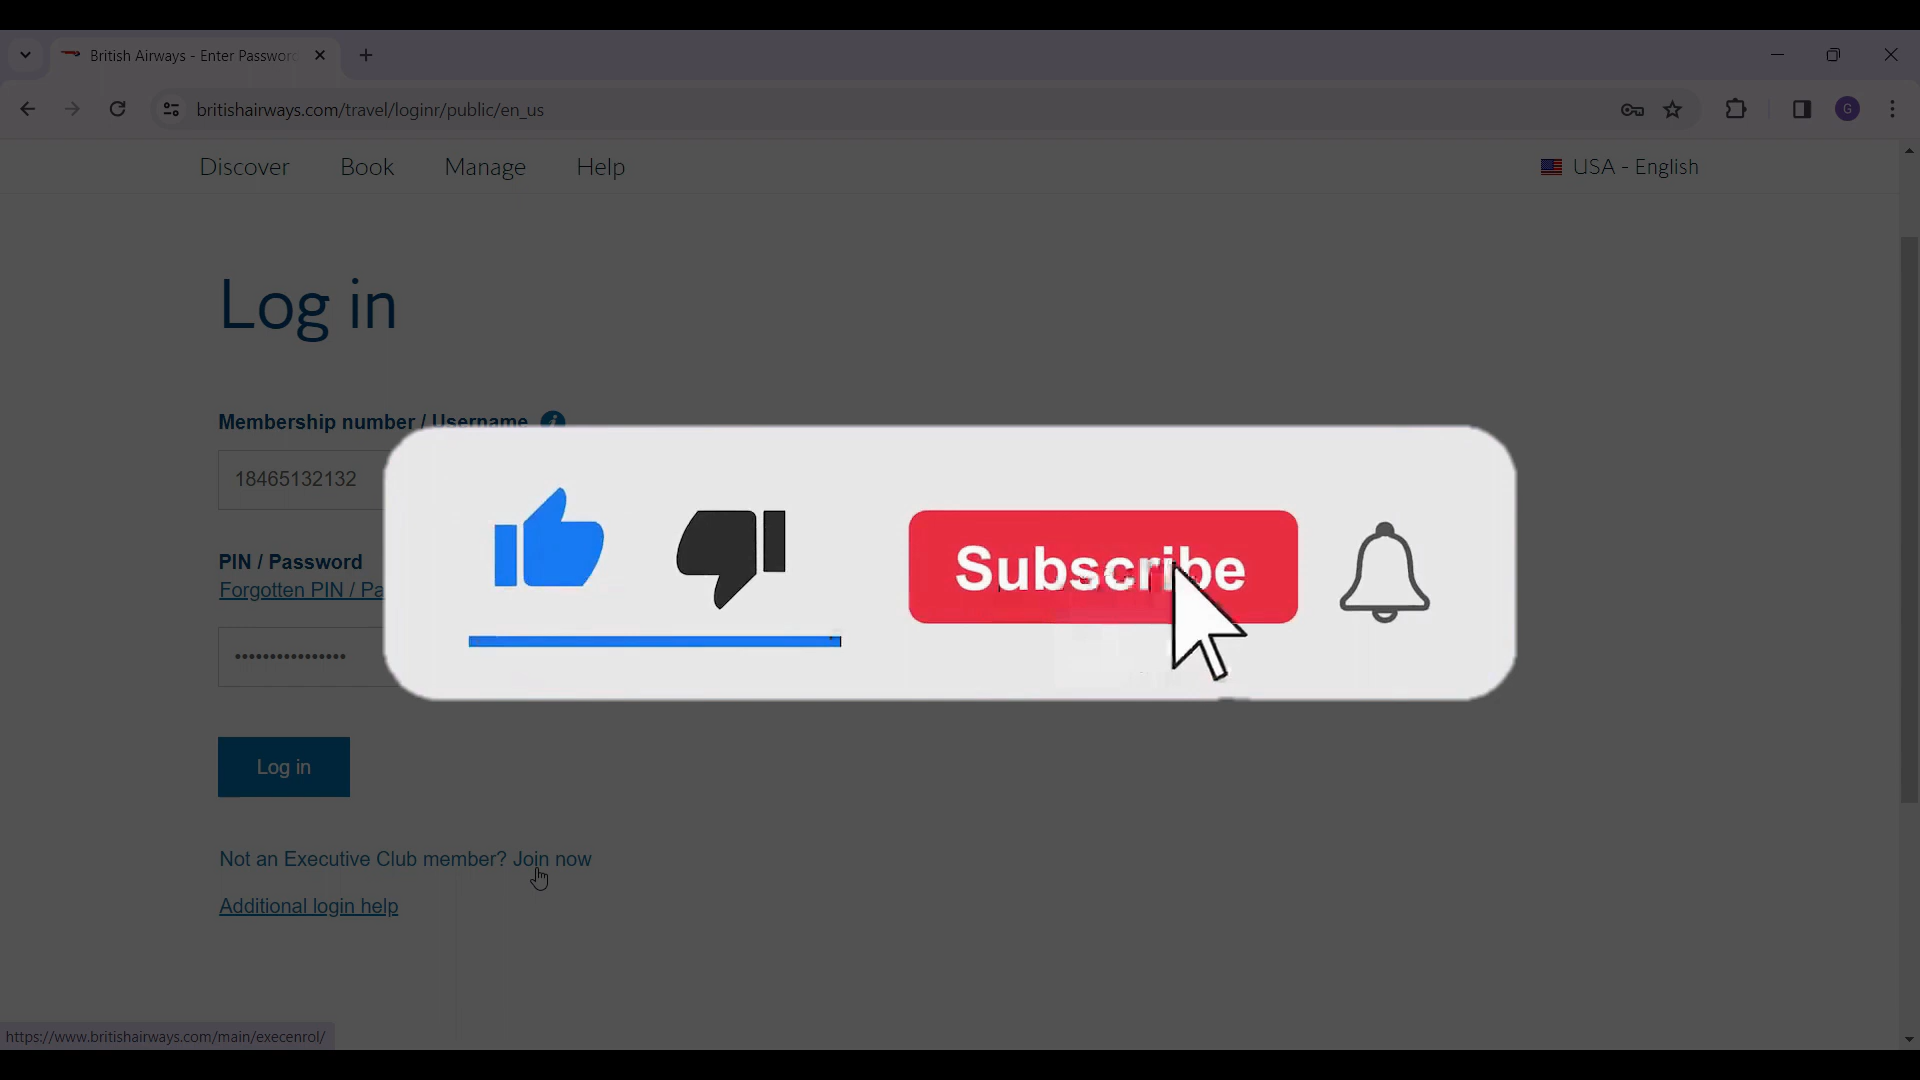 British Airways - Enter Password
britishairways.com/travel/loginr/public/en_us
G
Discover Book Manage Help USA - English
Log in
Membership number / Username i
18465132132
PIN / Password
Forgotten PIN / Pa
Subscribe
••••••••••••••••
Log in
Not an Executive Club member? Join now
Additional login help
https://www.britishairways.com/main/execenrol/